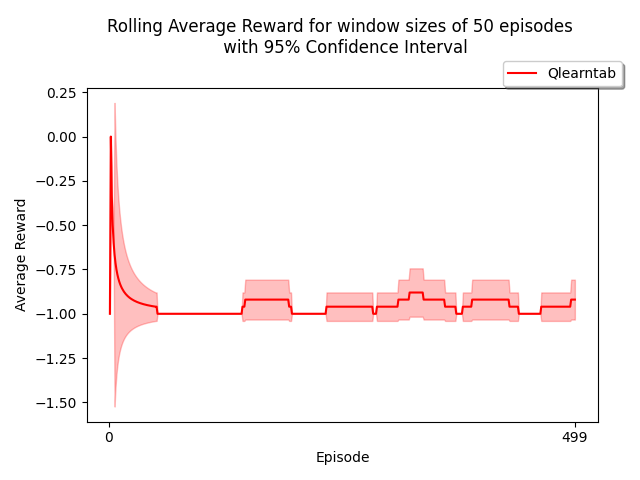 Rolling Average Reward for window sizes of 50 episodes
with 95% Confidence Interval
Qlearntab
Average Reward
0.25
0.00
−0.25
−0.50
−0.75
−1.00
−1.25
−1.50
0
499
Episode